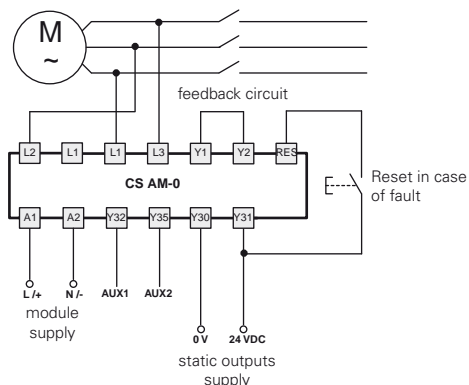 M
~
feedback circuit
L2 L1 L1 L3 Y1 Y2 RES
CS AM-0
Reset in case
of fault
A1 A2 Y32 Y35 Y30 Y31
L /+ N /- AUX1 AUX2
module
supply
0 V 24 VDC
static outputs
supply